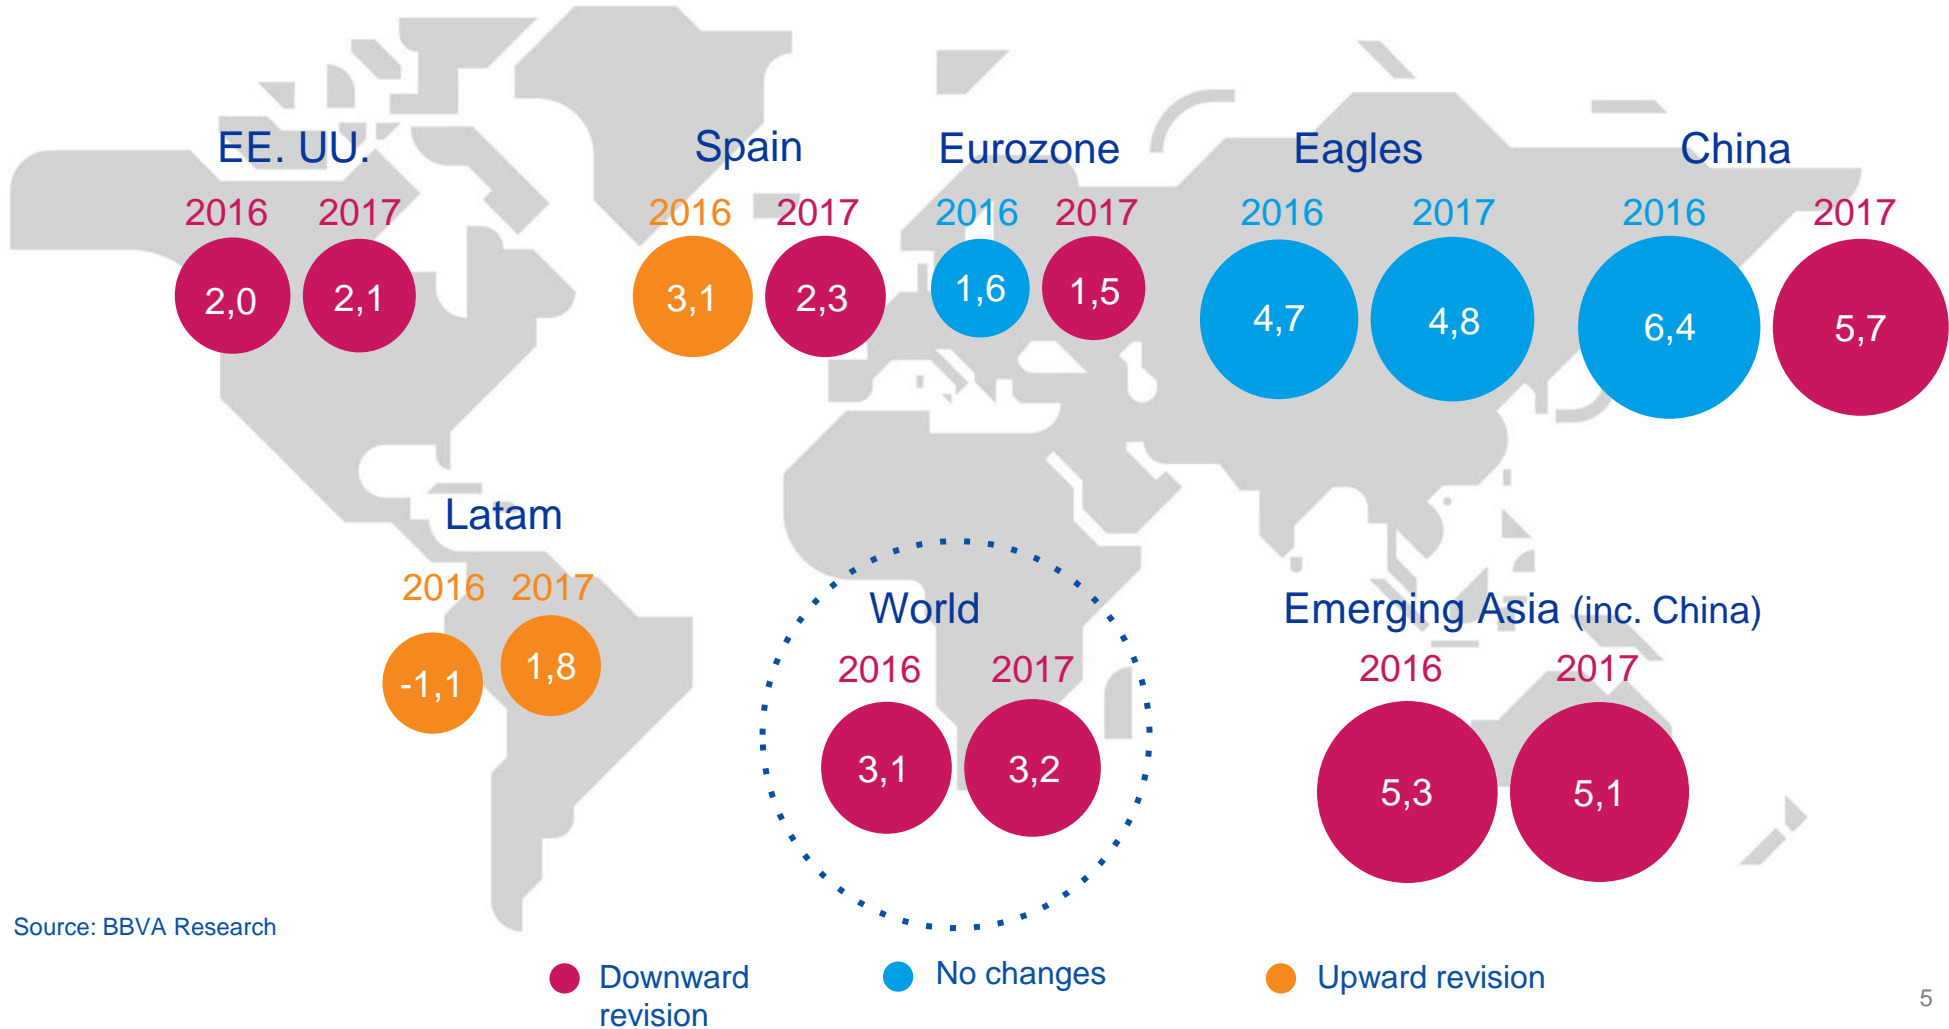 EE. UU.
2016 2017
2,0 2,1
Spain
2016 2017
3,1 2,3
Eurozone
2016 2017
1,6 1,5
Eagles
2016 2017
4,7 4,8
China
2016 2017
6,4 5,7
Latam
2016 2017
-1,1 1,8
World
2016 2017
3,1 3,2
Emerging Asia (inc. China)
2016 2017
5,3 5,1
Source: BBVA Research
Downward
revision
No changes
Upward revision
5